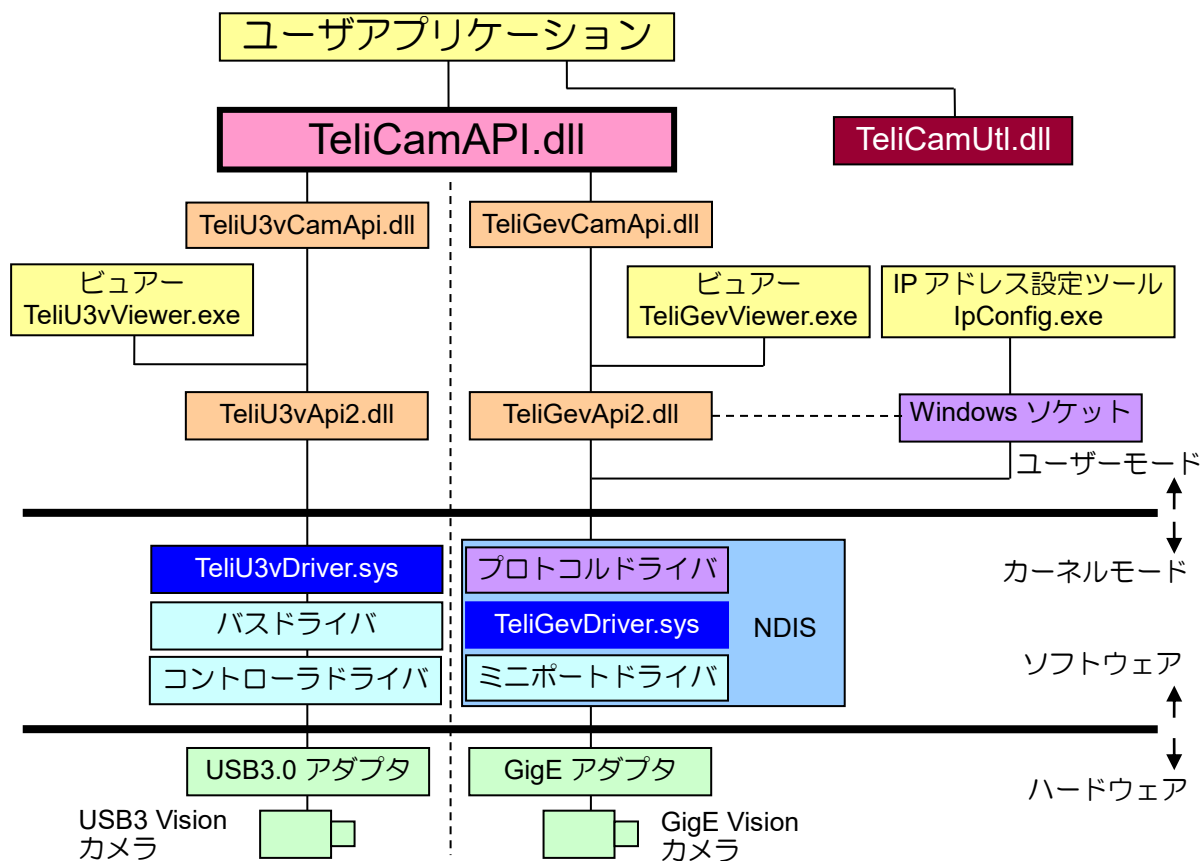 ユーザアプリケーション
TeliCamAPI.dll
TeliCamUtl.dll
TeliU3vCamApi.dll
TeliGevCamApi.dll
ビュアー
TeliU3vViewer.exe
ビュアー
TeliGevViewer.exe
IP アドレス設定ツール
IpConfig.exe
TeliU3vApi2.dll
TeliGevApi2.dll
Windows ソケット
ユーザーモード
カーネルモード
TeliU3vDriver.sys
バスドライバ
コントローラドライバ
プロトコルドライバ
TeliGevDriver.sys
ミニポートドライバ
NDIS
ソフトウェア
ハードウェア
USB3.0 アダプタ
GigE アダプタ
USB3 Vision
カメラ
GigE Vision
カメラ